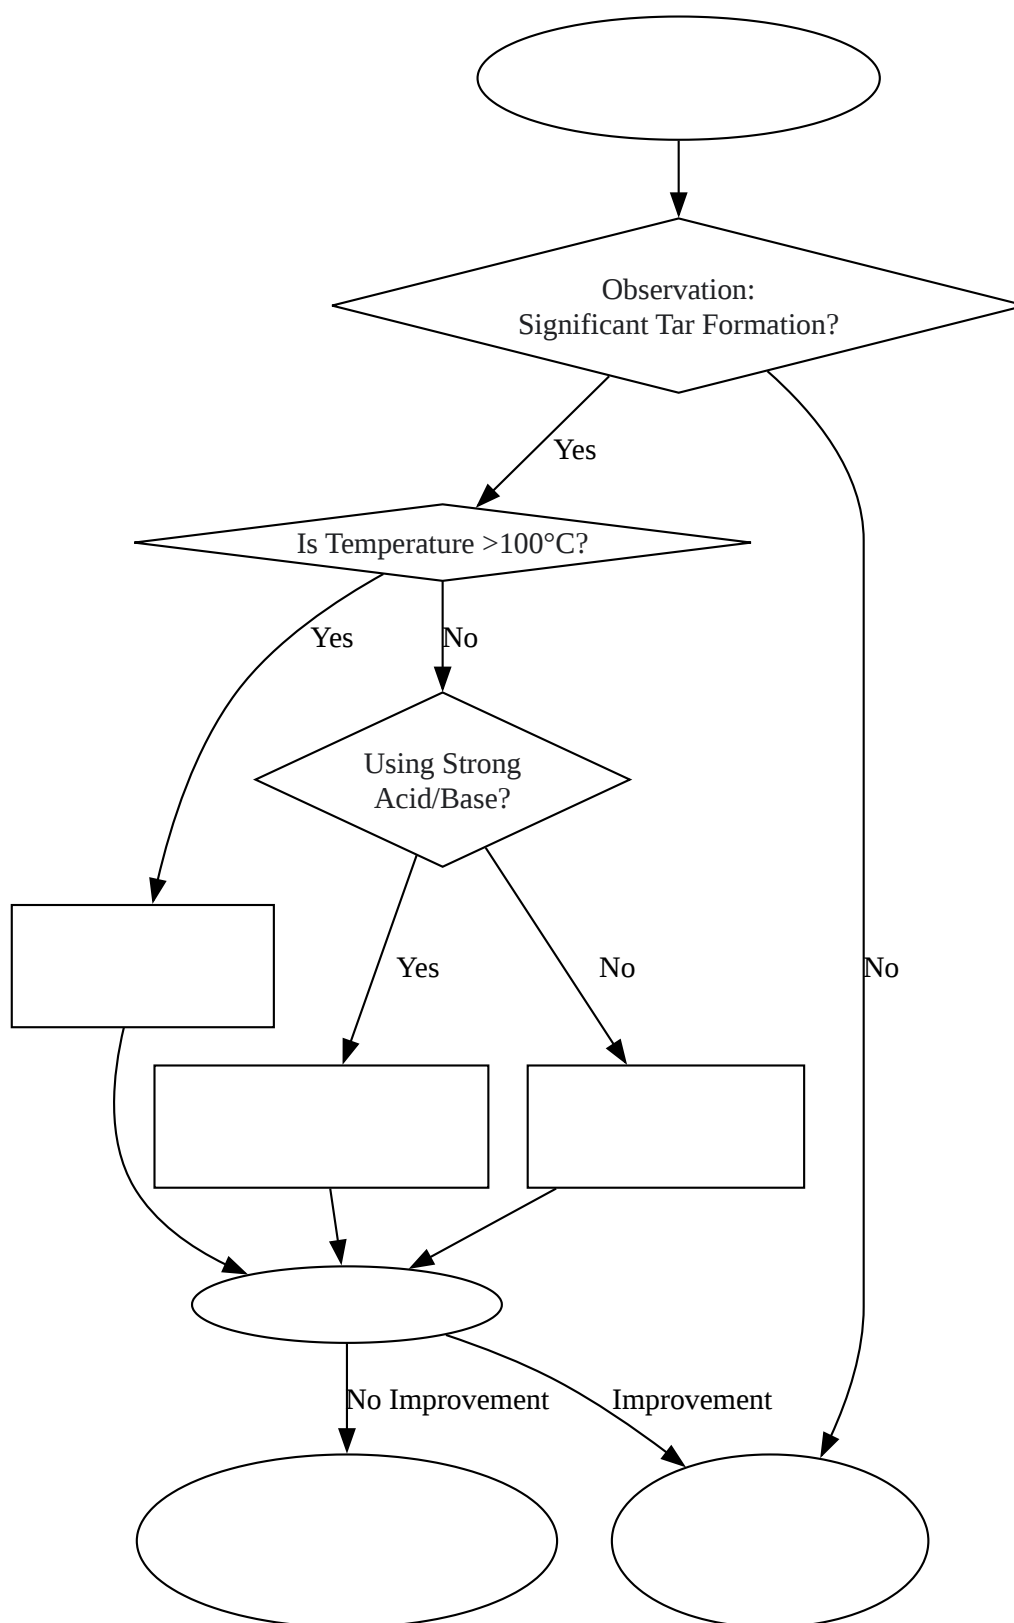 Observation:
Significant Tar Formation?
Yes
Is Temperature >100°C?
Yes
No
Using Strong
Acid/Base?
Yes
No
No
No Improvement
Improvement